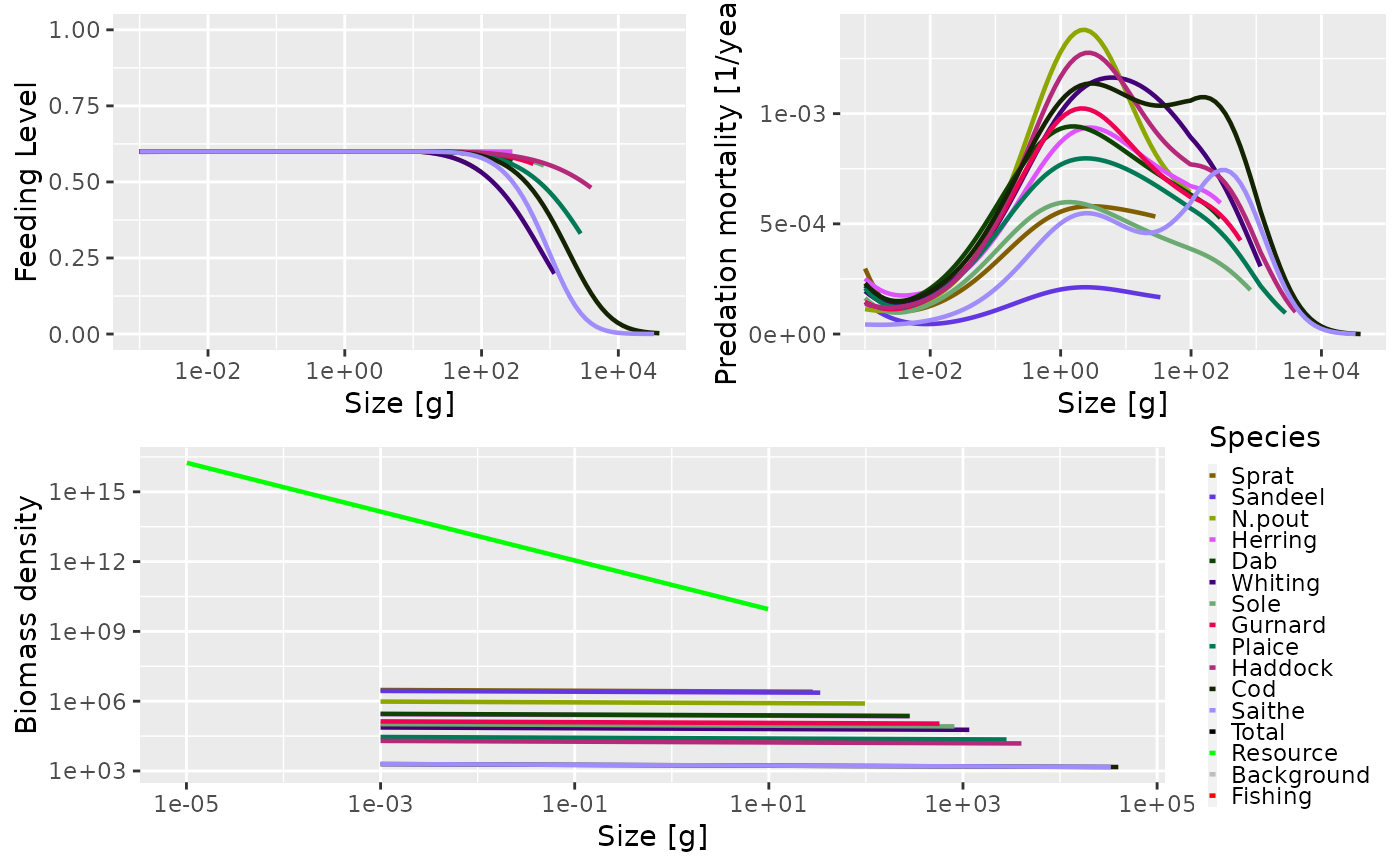 Feeding Level
1.00
0.75
0.50
0.25
0.00
1e-02
1e+00
1e+02
1e+04
Size [g]
Predation mortality [1/yea
1e-03
5e-04
0e+00
1e-02
1e+00
1e+02
1e+04
Size [g]
Biomass density
1e+15
1e+12
1e+09
1e+06
1e+03
1e-05
1e-03
1e-01
1e+01
1e+03
1e+05
Size [g]
Species
Sprat
Sandeel
N.pout
Herring
Dab
Whiting
Sole
Gurnard
Plaice
Haddock
Cod
Saithe
Total
Resource
Background
Fishing